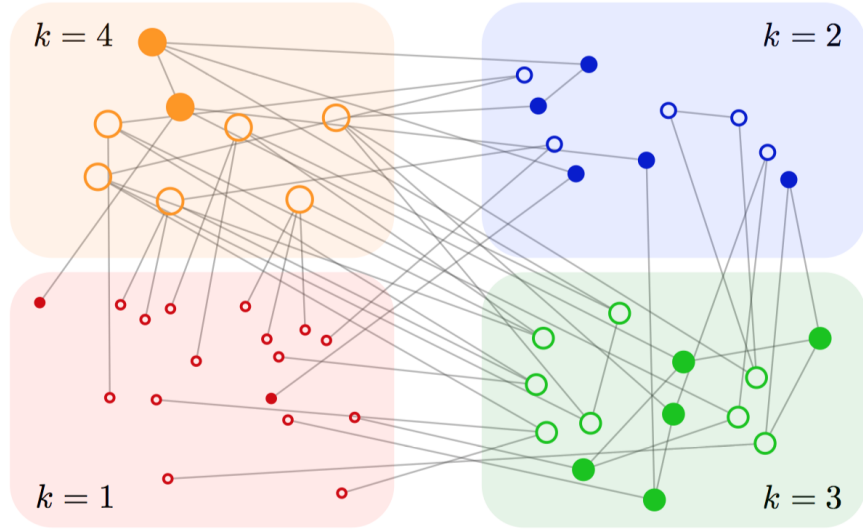 k = 4
k = 2
k = 1
k = 3